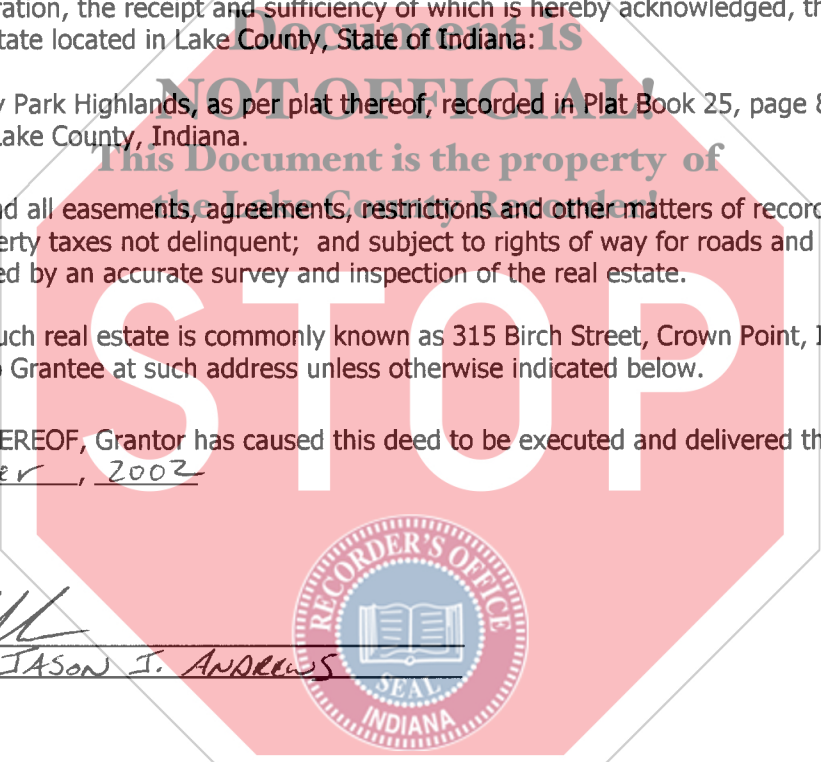 ration, the receipt and sufficiency of which is hereby acknowledged, th
Document is
tate located in Lake County, State of Indiana:
NOT OFFICIAL!
y Park Highlands, as per plat thereof, recorded in Plat Book 25, page 8
Lake County, Indiana.
This Document is the property of
the Lake County Recorder!
nd all easements, agreements, restrictions and other matters of record
erty taxes not delinquent; and subject to rights of way for roads and
ed by an accurate survey and inspection of the real estate.
STOP
uch real estate is commonly known as 315 Birch Street, Crown Point, I
o Grantee at such address unless otherwise indicated below.
EREOF, Grantor has caused this deed to be executed and delivered th
er, 2002
RECORDER'S OFFICE
JASON J. ANDREWS
SEAL
INDIANA